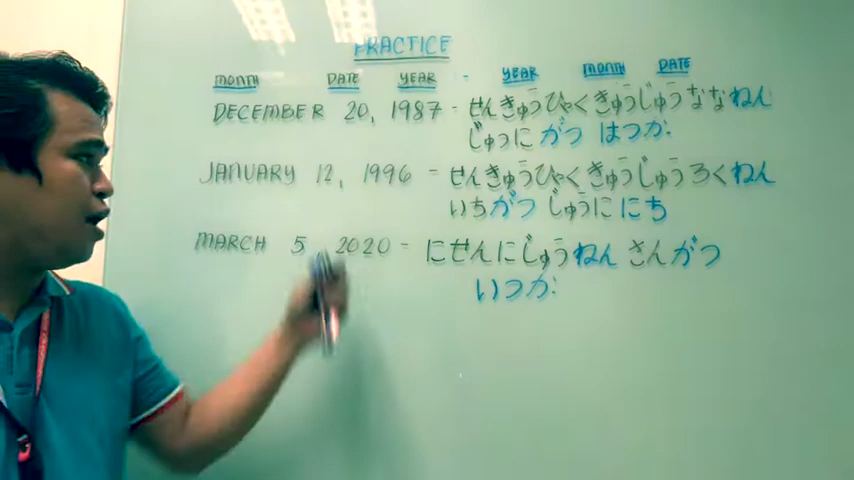 PRACTICE
MONTH DATE YEAR - YEAR MONTH DATE
DECEMBER 20, 1987 - せんきゅうひゃくきゅうじゅうななねん
じゅうにがつ はつか.
JANUARY 12, 1996 - せんきゅうひゃくきゅうじゅうろくねん
いちがつ じゅうににち
MARCH 5 2020 - にせんにじゅうねん さんがつ
いつか.